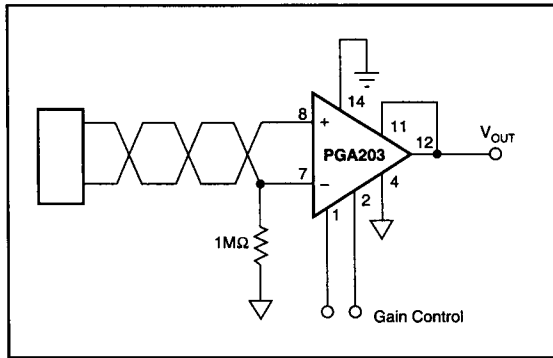 14
8
+
11
PGA203
12
V_OUT
7
–
4
1
2
1MΩ
Gain Control